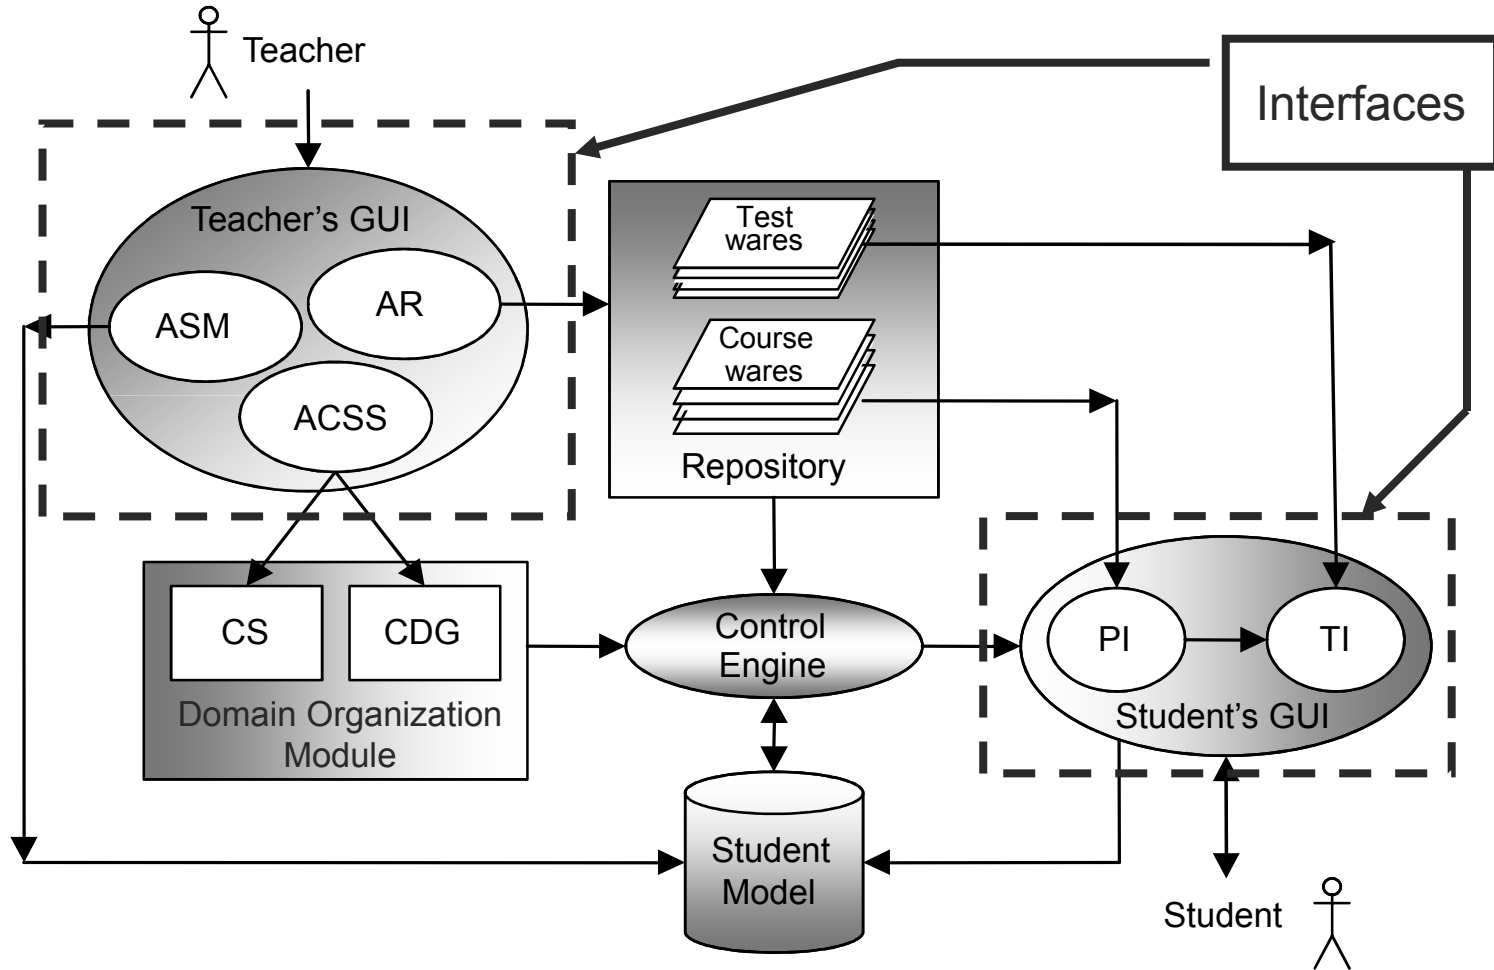 Teacher
Interfaces
Teacher's GUI
AR
ASM
ACSS
Test
wares
Course
wares
Repository
CS
CDG
Domain Organization
Module
Control
Engine
PI
TI
Student's GUI
Student
Model
Student